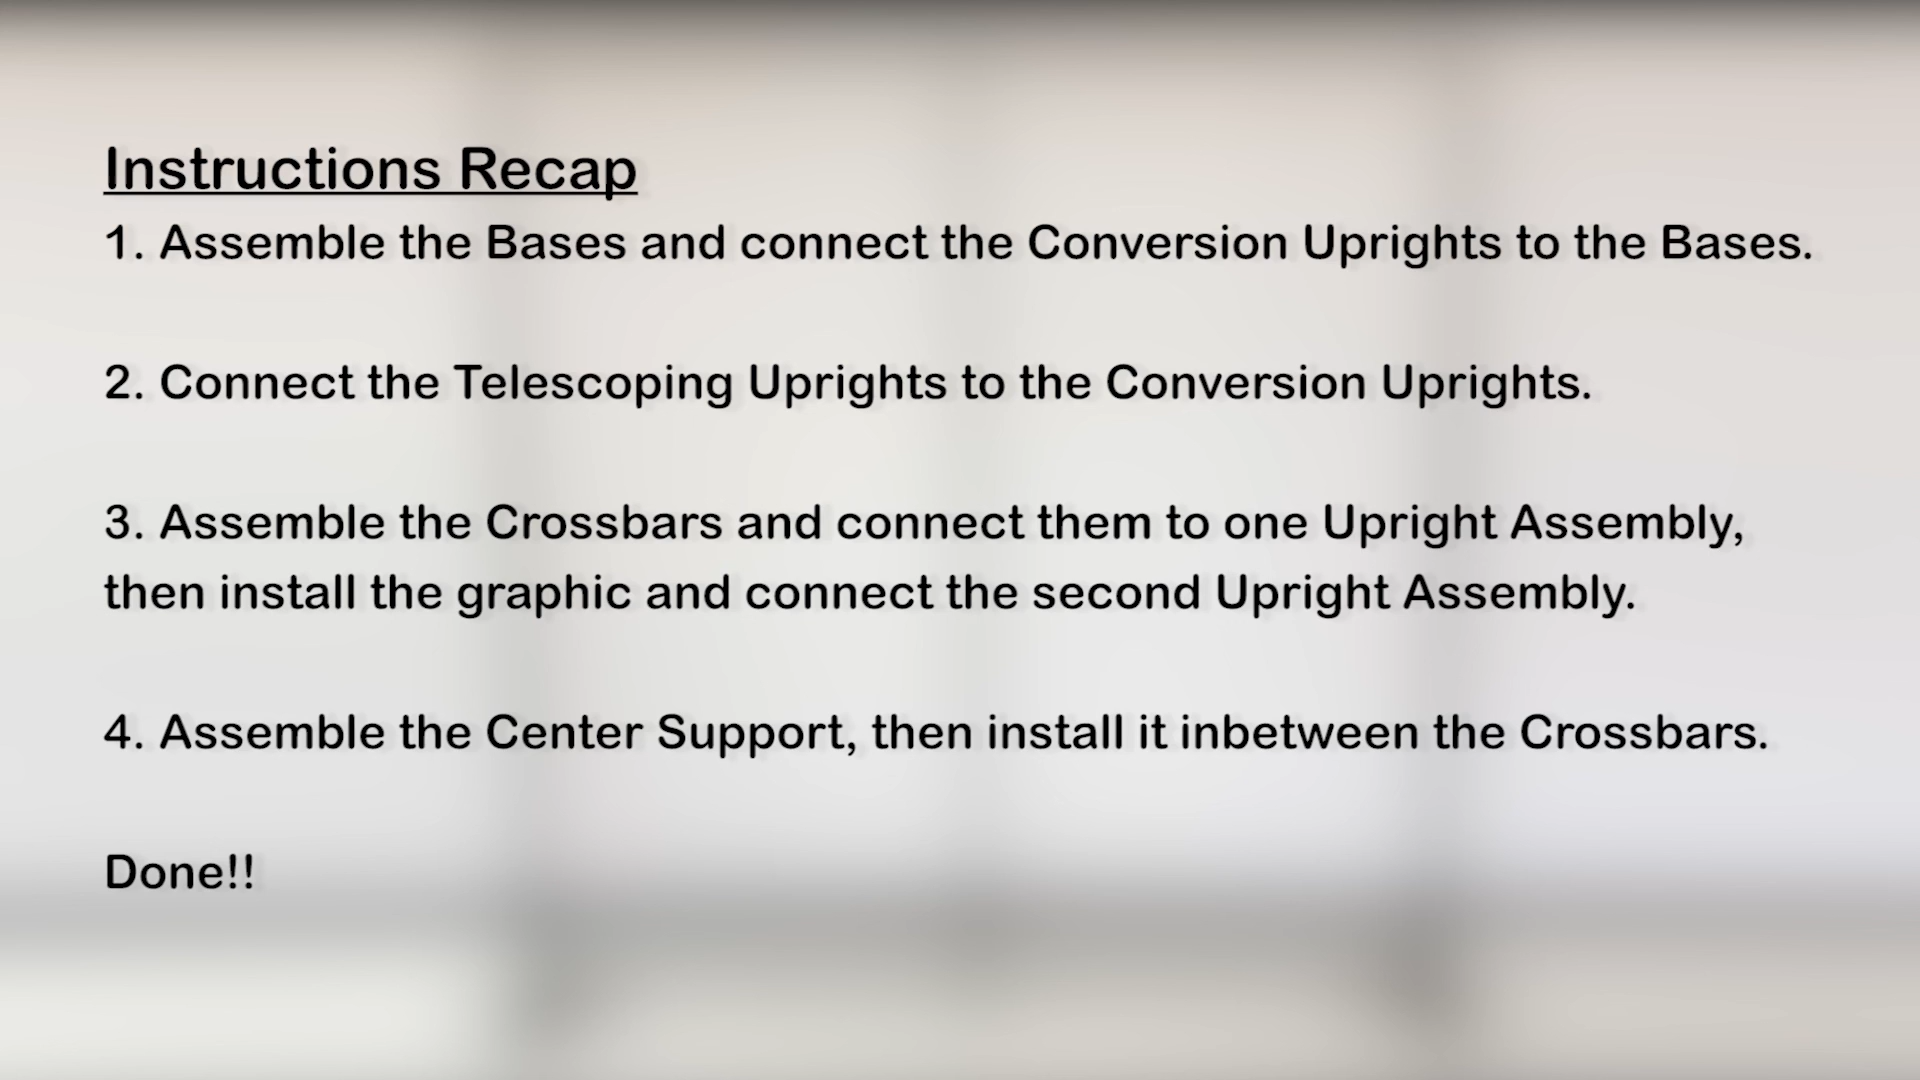 Instructions Recap
1. Assemble the Bases and connect the Conversion Uprights to the Bases.
2. Connect the Telescoping Uprights to the Conversion Uprights.
3. Assemble the Crossbars and connect them to one Upright Assembly,
then install the graphic and connect the second Upright Assembly.
4. Assemble the Center Support, then install it inbetween the Crossbars.
Done!!